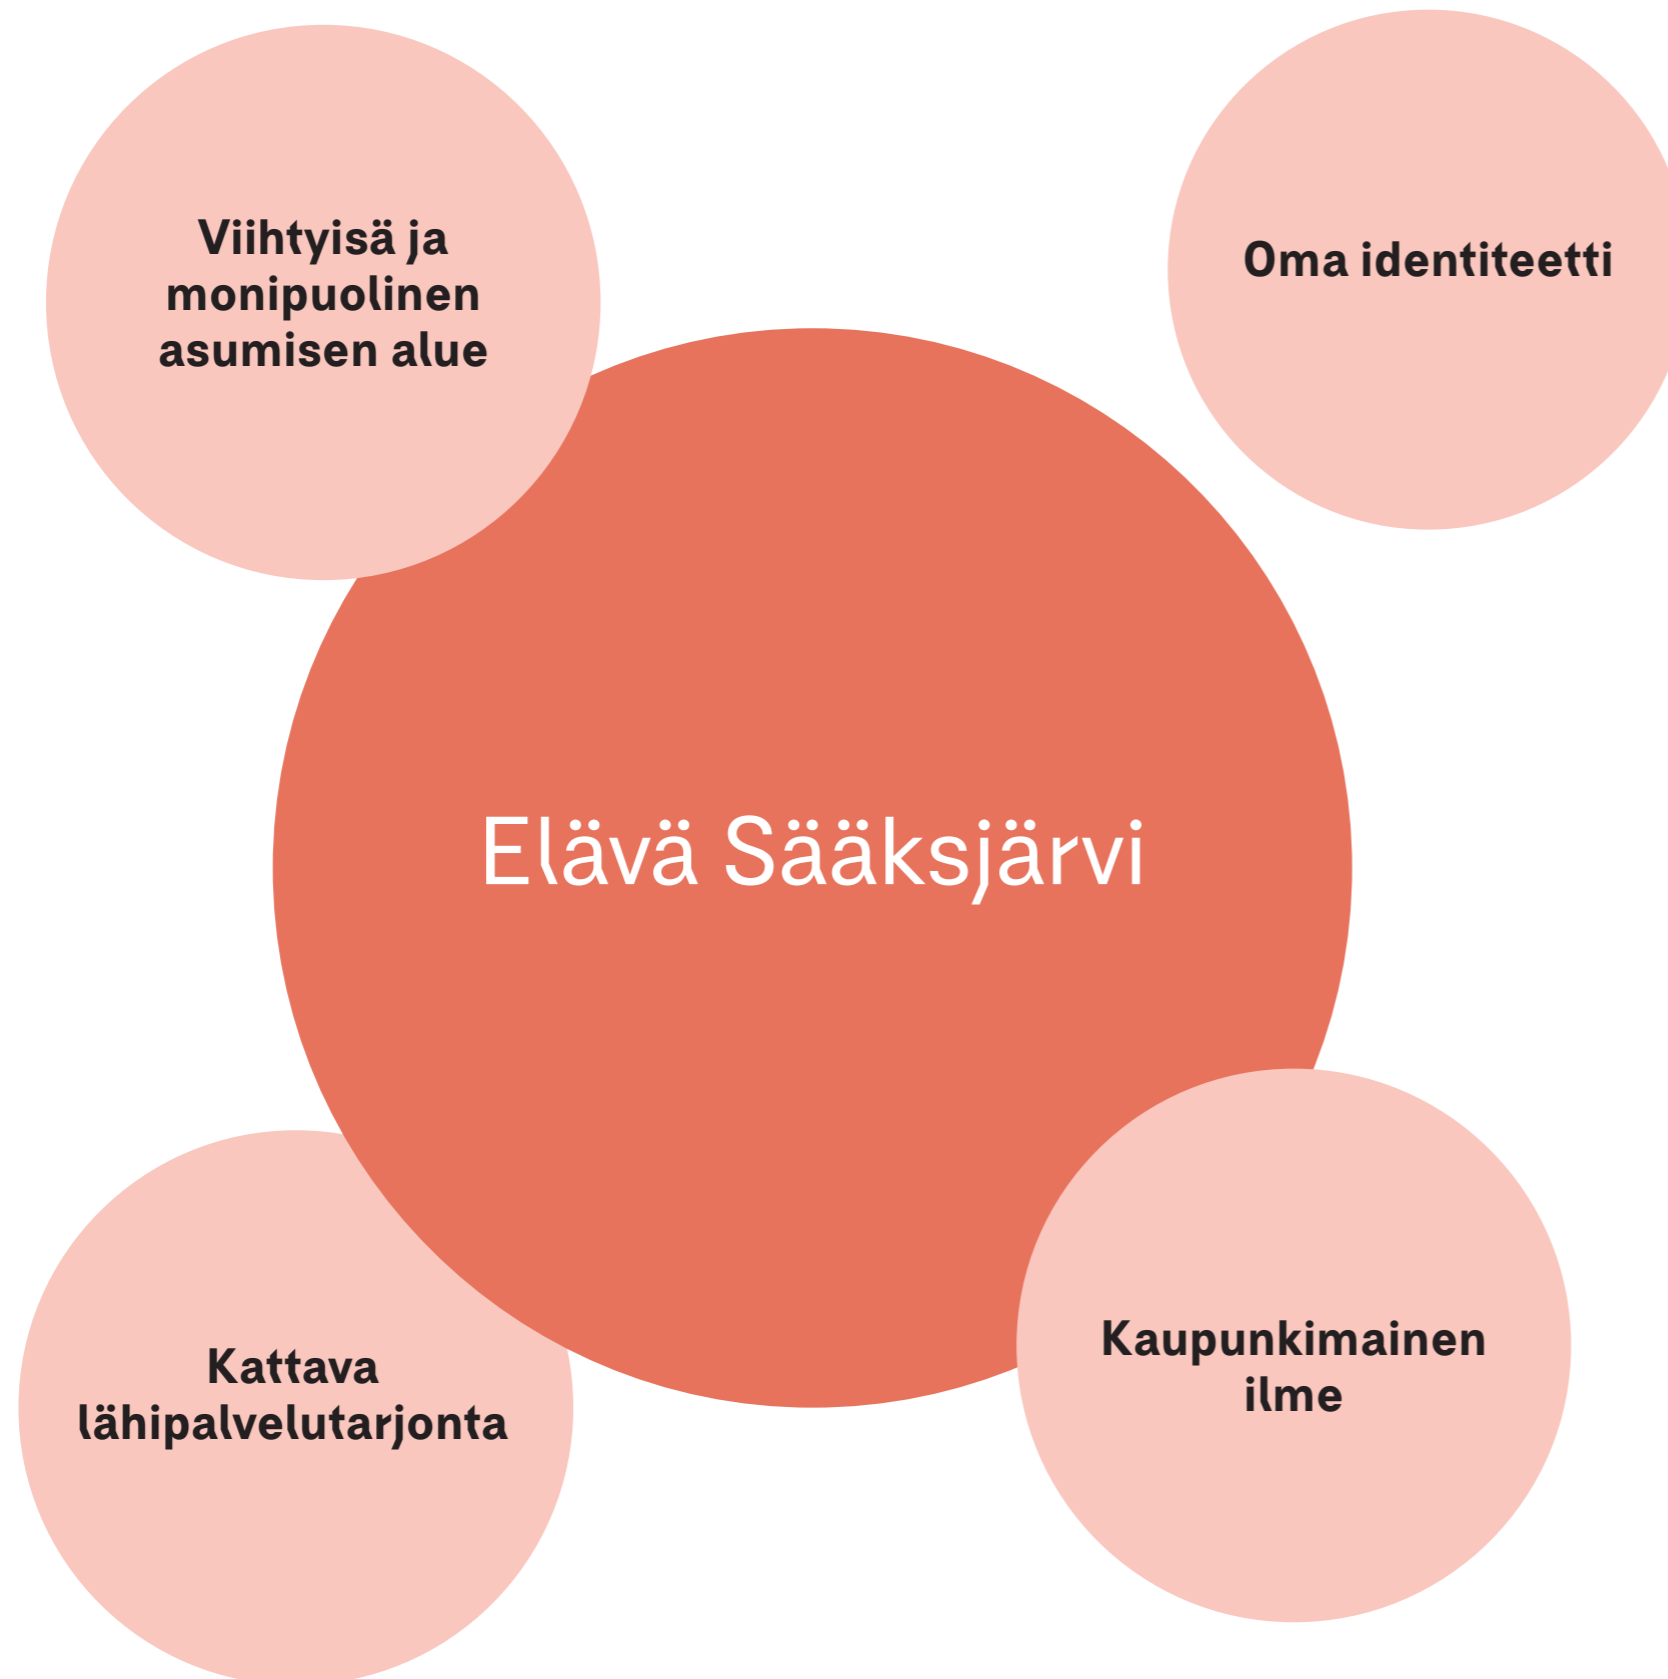 Viihtyisä ja
monipuolinen
asumisen alue
Oma identiteetti
Elävä Sääksjärvi
Kattava
lähipalvelutarjonta
Kaupunkimainen
ilme